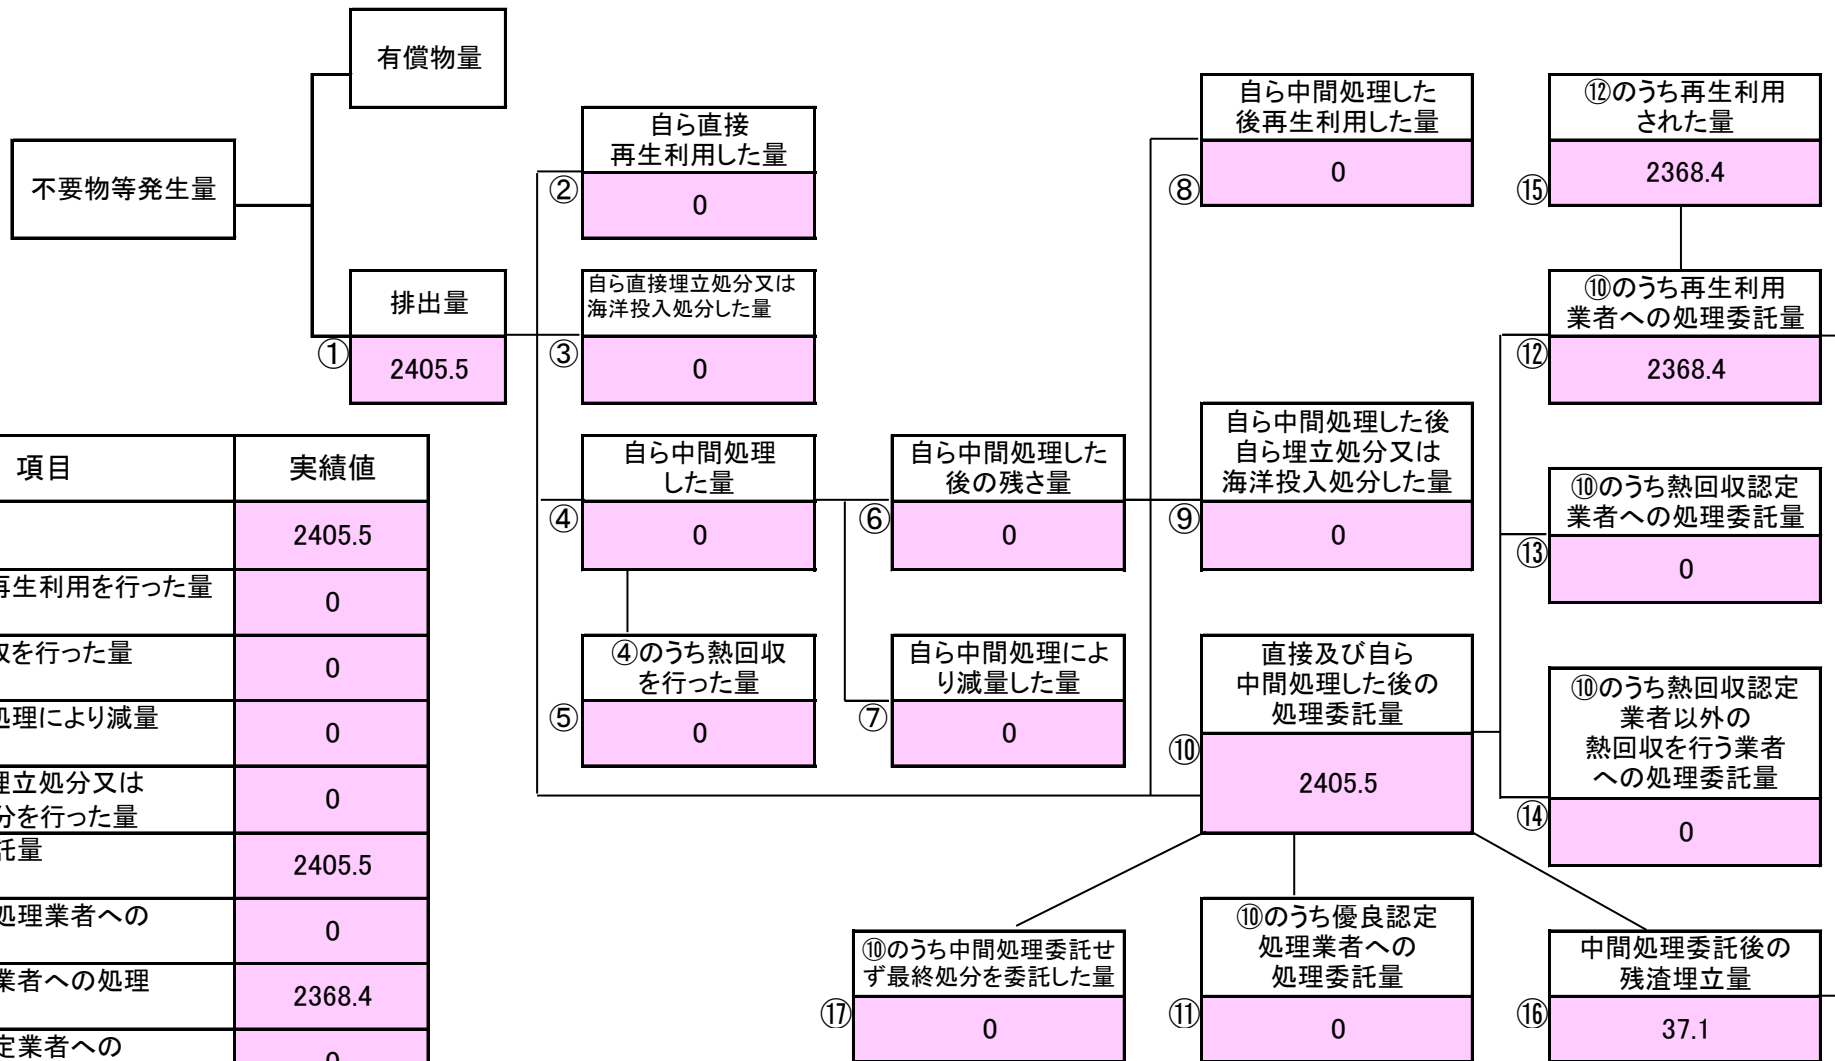 有償物量
不要物等発生量
排出量
①
2405.5
自ら直接
再生利用した量
②
0
自ら直接埋立処分又は
海洋投入処分した量
③
0
自ら中間処理
した量
④
0
④のうち熱回収
を行った量
⑤
0
自ら中間処理した
後の残さ量
⑥
0
自ら中間処理によ
り減量した量
⑦
0
自ら中間処理した
後再生利用した量
⑧
0
自ら中間処理した後
自ら埋立処分又は
海洋投入処分した量
⑨
0
直接及び自ら
中間処理した後の
処理委託量
⑩
2405.5
⑫のうち再生利用
された量
⑮
2368.4
⑩のうち再生利用
業者への処理委託量
⑫
2368.4
⑩のうち熱回収認定
業者への処理委託量
⑬
0
⑩のうち熱回収認定
業者以外の
熱回収を行う業者
への処理委託量
⑭
0
⑩のうち中間処理委託せ
ず最終処分を委託した量
⑰
0
⑩のうち優良認定
処理業者への
処理委託量
⑪
0
中間処理委託後の
残渣埋立量
⑯
37.1
項目 実績値
2405.5
再生利用を行った量
0
を行った量
0
処理により減量
0
埋立処分又は
分を行った量
0
託量
2405.5
処理業者への
0
業者への処理
2368.4
定業者への
0